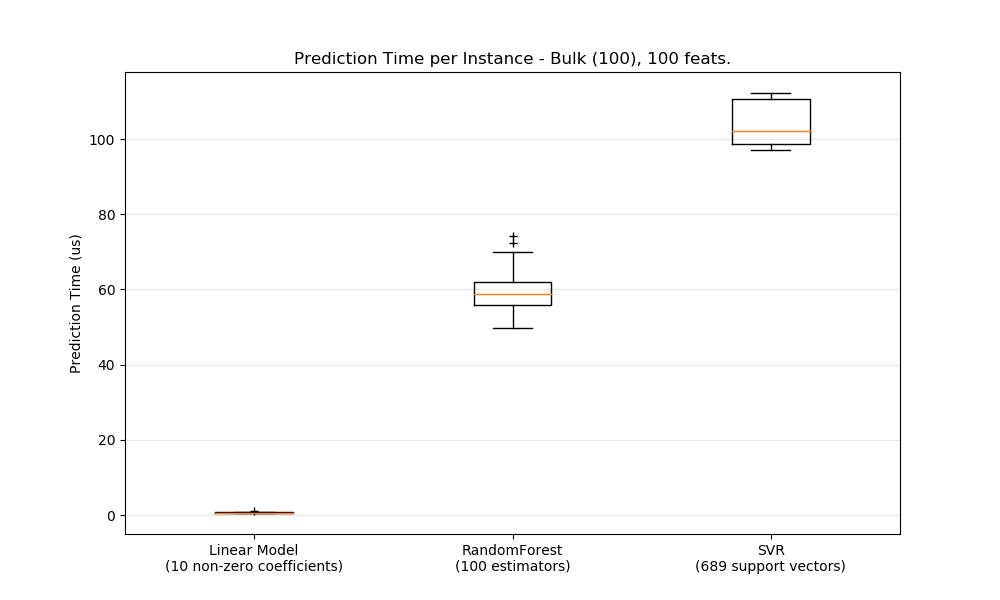 Prediction Time per Instance - Bulk (100), 100 feats.
Prediction Time (us)
100
80
60
40
20
0
Linear Model
(10 non-zero coefficients)
RandomForest
(100 estimators)
SVR
(689 support vectors)